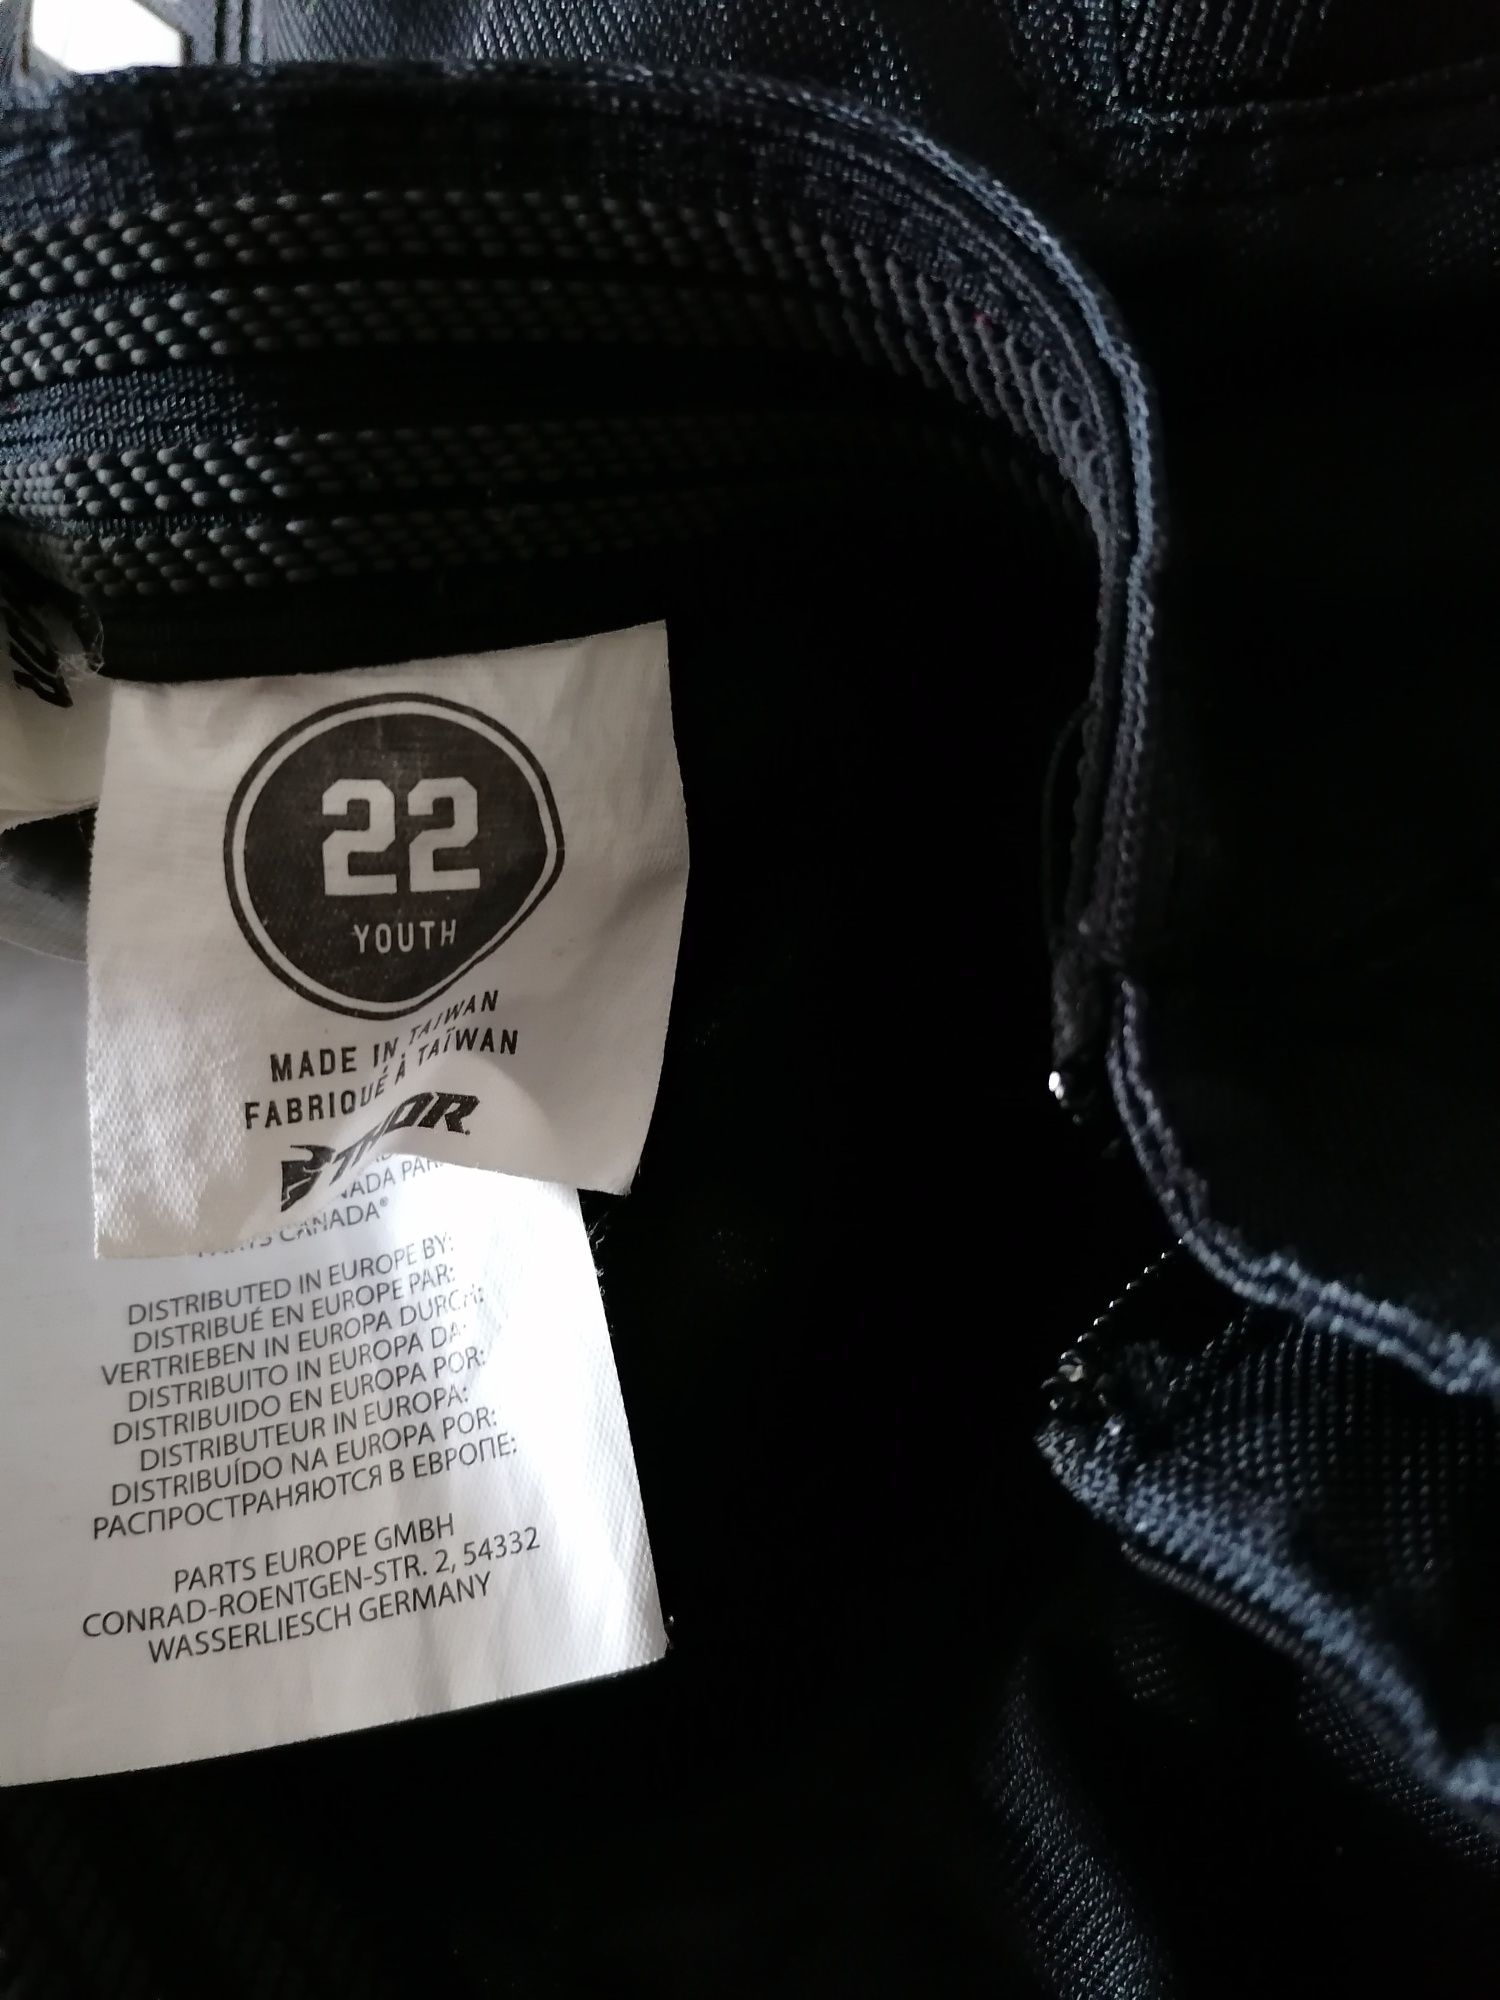 22
YOUTH
MADE IN TAIWAN
FABRIQUÉ À TAÏWAN
THOR
PARTS CANADA®
DISTRIBUTED IN EUROPE BY:
DISTRIBUÉ EN EUROPE PAR:
VERTRIEBEN IN EUROPA DURCH:
DISTRIBUITO IN EUROPA DA:
DISTRIBUIDO EN EUROPA POR:
DISTRIBUTEUR IN EUROPA:
DISTRIBUÍDO NA EUROPA POR:
РАСПРОСТРАНЯЮТСЯ В ЕВРОПЕ:
PARTS EUROPE GMBH
CONRAD-ROENTGEN-STR. 2, 54332
WASSERLIESCH GERMANY